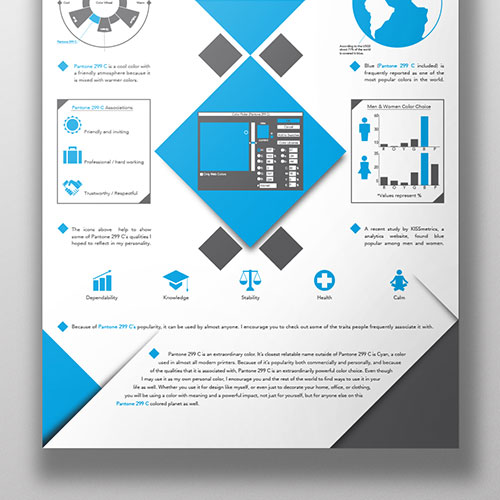 Cool
Warm
Pantone 299 C
According to the USGS
about 71% of the world
is covered in blue.
Pantone 299 C is a cool color with
a friendly atmosphere because it
is mixed with warmer colors.
Blue (Pantone 299 C included) is
frequently reported as one of the
most popular colors in the world.
Pantone 299 C Associations
Friendly and inviting
Professional / hard working
Trustworthy / Respectful
Color Picker (Pantone 299 C)
Only Web Colors
Men & Women Color Choice
R O Y G B P
R O Y G B P
*Values represent %
The icons above help to show
some of Pantone 299 C's qualities I
hoped to reflect in my personality.
A recent study by KISSmetrics, a
analytics website, found blue
popular among men and women.
Dependability
Knowledge
Stability
Health
Calm
Because of Pantone 299 C's popularity, it can be used by almost anyone. I encourage you to check out some of the traits people frequently associate it with.
Pantone 299 C is an extraordinary color. It's closest relatable name outside of Pantone 299 C is Cyan, a color
used in almost all modern printers. Because of it's popularity both commercially and personally, and because
of the qualities that it is associated with, Pantone 299 C is an extraordinarily powerful color choice. Even though
I may use it as my own personal color, I encourage you and the rest of the world to find ways to use it in your
life as well. Whether you use it for design like myself, or even just to decorate your home, office, or clothing,
you will be using a color with meaning and a powerful impact, not just for yourself, but for anyone else on this
Pantone 299 C colored planet as well.